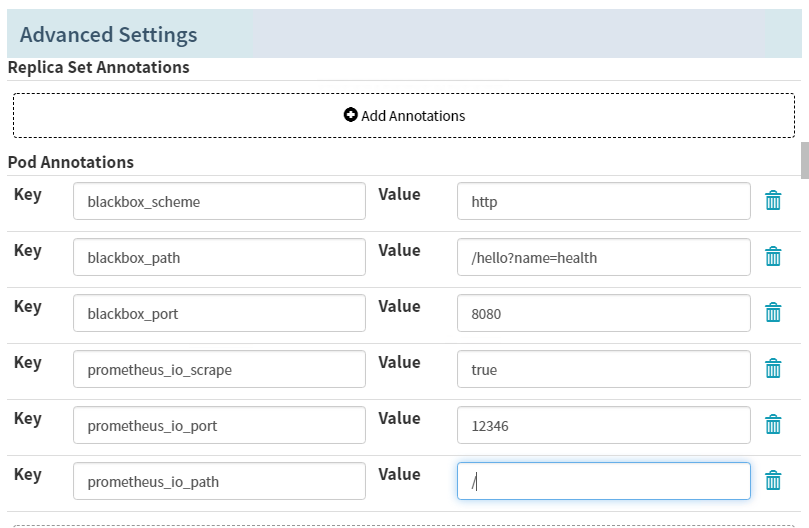 Advanced Settings
Replica Set Annotations
Add Annotations
Pod Annotations
Key blackbox_scheme Value http
Key blackbox_path Value /hello?name=health
Key blackbox_port Value 8080
Key prometheus_io_scrape Value true
Key prometheus_io_port Value 12346
Key prometheus_io_path Value /